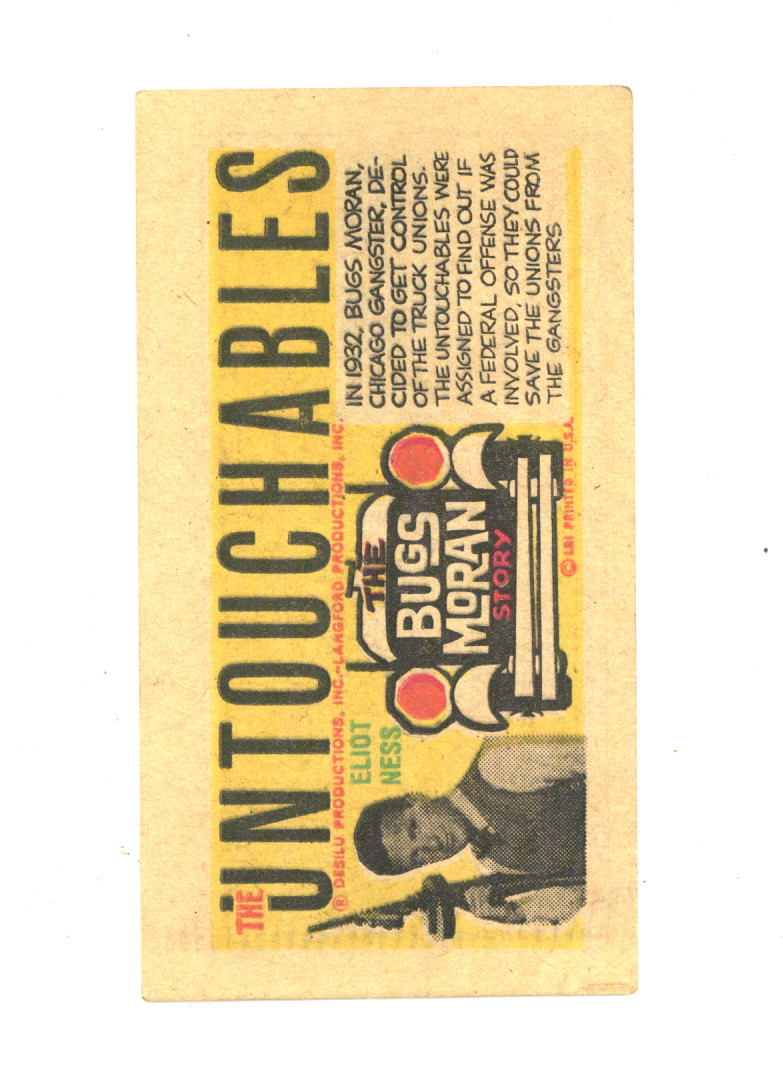 THE
UNTOUCHABLES
® DESILU PRODUCTIONS, INC.-LANGFORD PRODUCTIONS, INC.
ELIOT
NESS
THE
BUGS
MORAN
STORY
IN 1932, BUGS MORAN,
CHICAGO GANGSTER, DE-
CIDED TO GET CONTROL
OF THE TRUCK UNIONS.
THE UNTOUCHABLES WERE
ASSIGNED TO FIND OUT IF
A FEDERAL OFFENSE WAS
INVOLVED, SO THEY COULD
SAVE THE UNIONS FROM
THE GANGSTERS
© LBI PRINTED IN U.S.A.